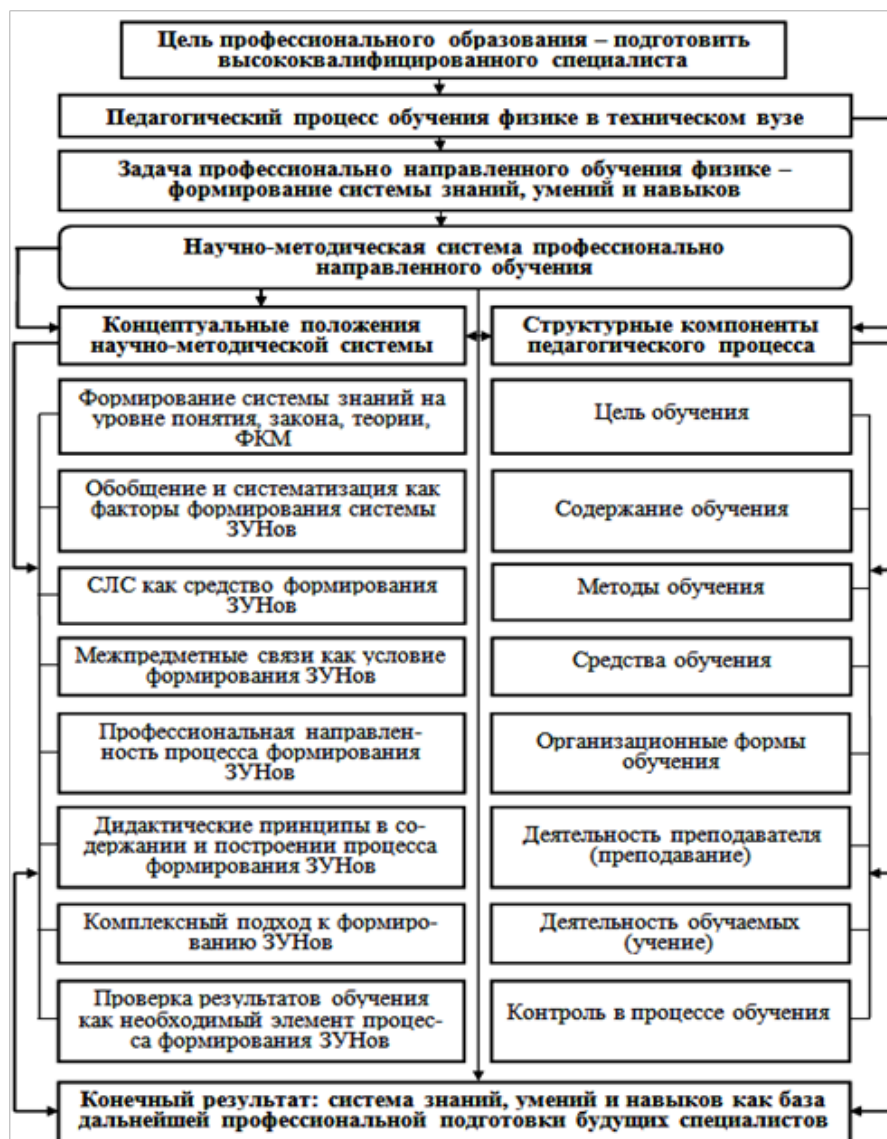 Цель профессионального образования – подготовить
высококвалифицированного специалиста
Педагогический процесс обучения физике в техническом вузе
Задача профессионально направленного обучения физике –
формирование системы знаний, умений и навыков
Научно-методическая система профессионально
направленного обучения
Концептуальные положения
научно-методической системы
Структурные компоненты
педагогического процесса
Формирование системы знаний на
уровне понятия, закона, теории,
ФКМ
Цель обучения
Обобщение и систематизация как
факторы формирования системы
ЗУНов
Содержание обучения
СЛС как средство формирования
ЗУНов
Методы обучения
Межпредметные связи как условие
формирования ЗУНов
Средства обучения
Профессиональная направлен-
ность процесса формирования
ЗУНов
Организационные формы
обучения
Дидактические принципы в со-
держании и построении процесса
формирования ЗУНов
Деятельность преподавателя
(преподавание)
Комплексный подход к формиро-
ванию ЗУНов
Деятельность обучаемых
(учение)
Проверка результатов обучения
как необходимый элемент процес-
са формирования ЗУНов
Контроль в процессе обучения
Конечный результат: система знаний, умений и навыков как база
дальнейшей профессиональной подготовки будущих специалистов